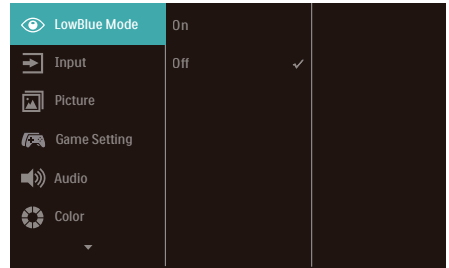 LowBlue Mode
On
Input
Off
Picture
Game Setting
Audio
Color